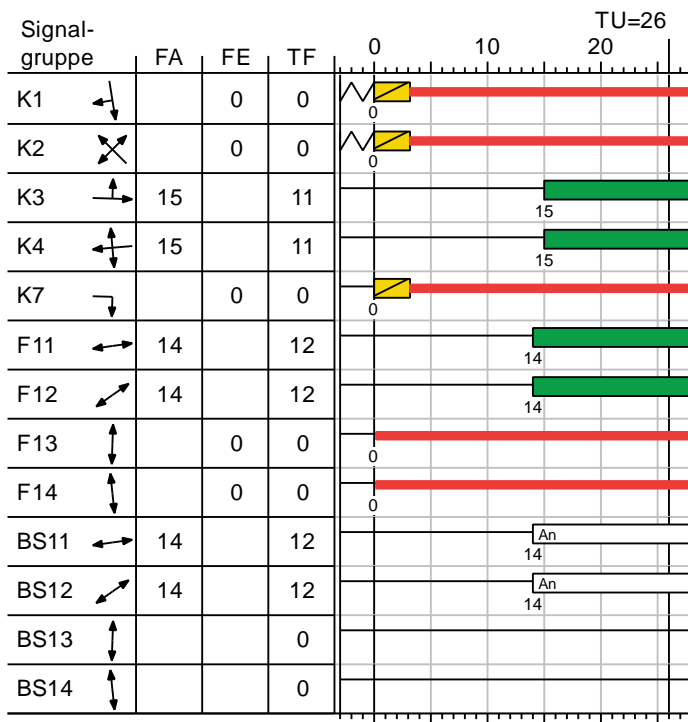 TU=26
Signal-
gruppe FA FE TF 0 10 20
K1 0 0
0
K2 0 0
0
K3 15 11
15
K4 15 11
15
K7 0 0
0
F11 14 12
14
F12 14 12
14
F13 0 0
0
F14 0 0
0
BS11 14 12 An
14
BS12 14 12 An
14
BS13 0
BS14 0